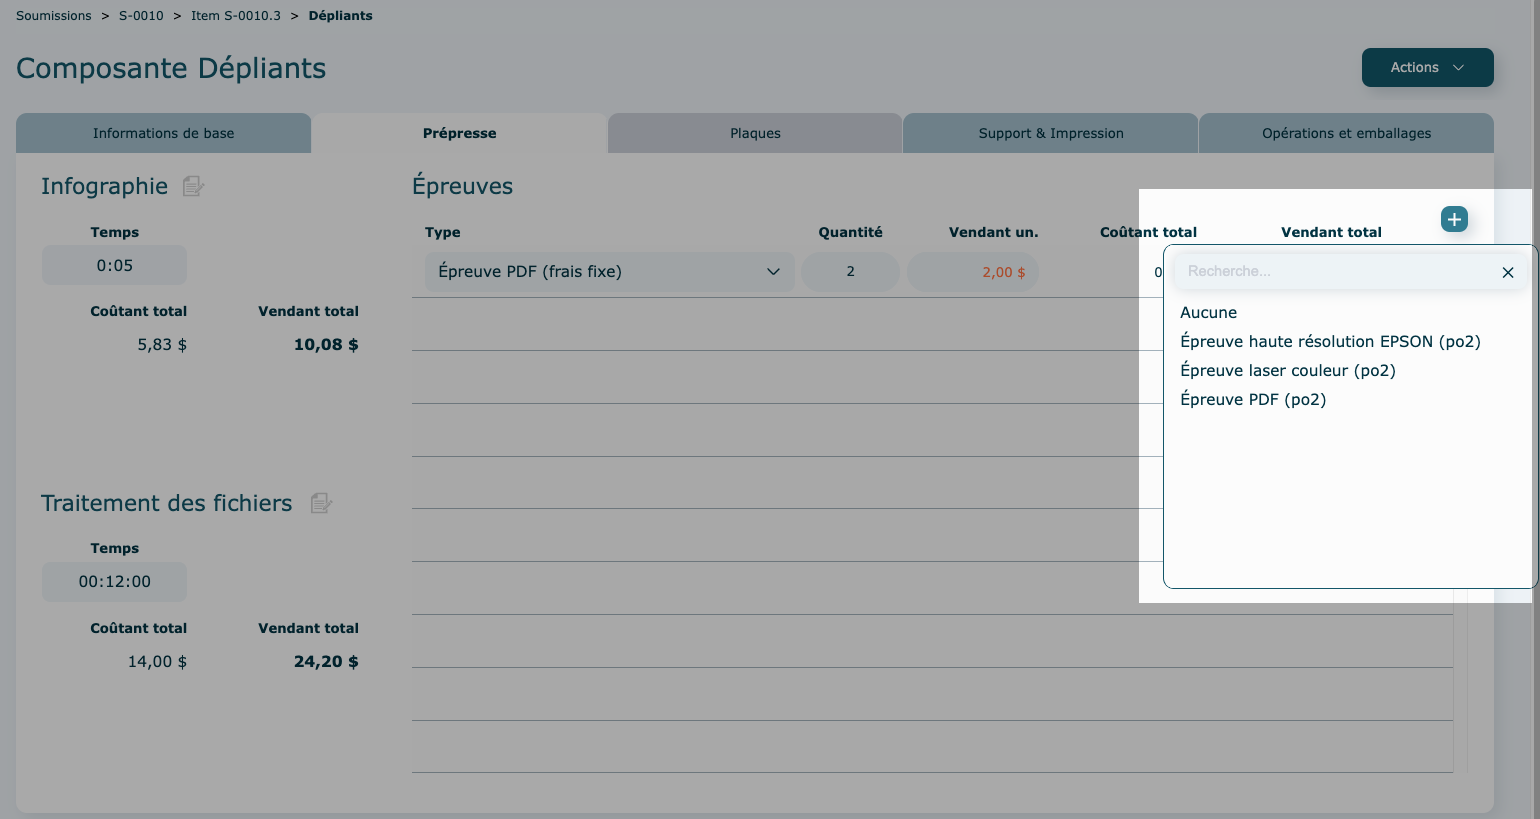 Soumissions > S-0010 > Item S-0010.3 > Dépliants
Composante Dépliants
Actions
Informations de base
Prépresse
Plaques
Support & Impression
Opérations et emballages
Infographie
Temps
0:05
Coûtant total Vendant total
5,83 $ 10,08 $
Traitement des fichiers
Temps
00:12:00
Coûtant total Vendant total
14,00 $ 24,20 $
Épreuves
Type Quantité Vendant un. Coûtant total Vendant total
Épreuve PDF (frais fixe) 2 2,00 $ 0
Recherche...
Aucune
Épreuve haute résolution EPSON (po2)
Épreuve laser couleur (po2)
Épreuve PDF (po2)